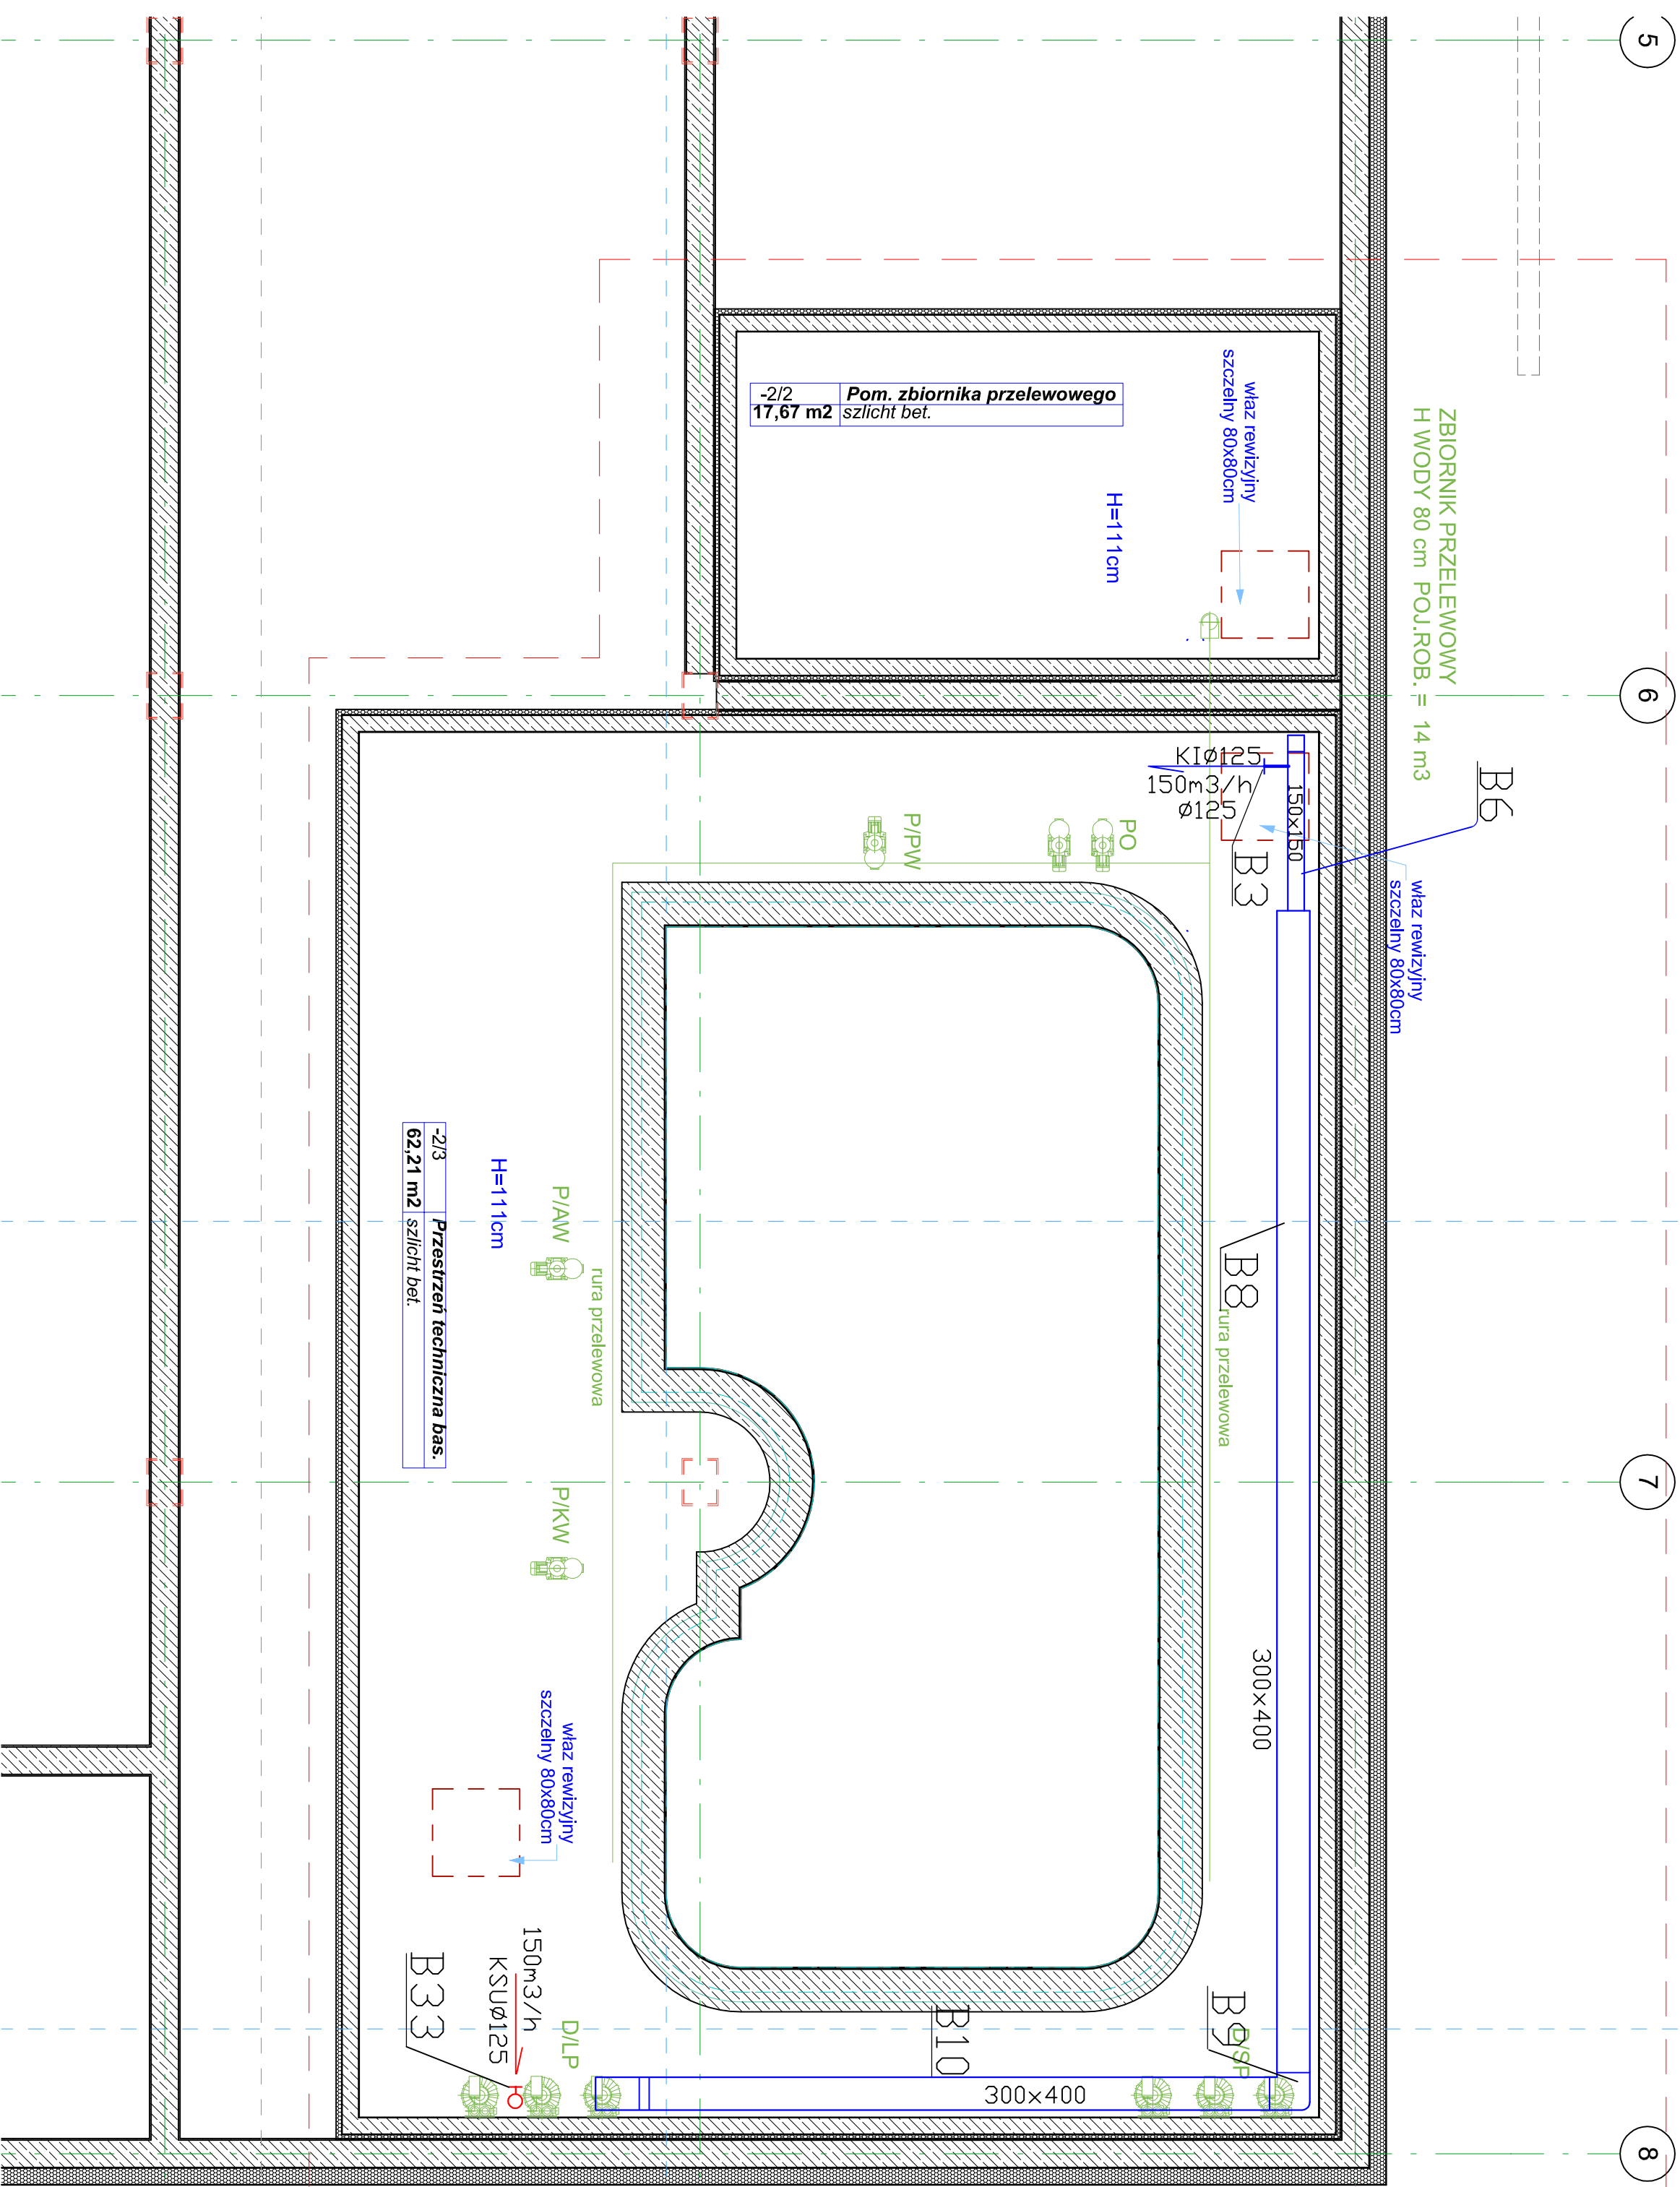 5
6
7
8
ZBIORNIK PRZELEWOWY
H WODY 80 cm POJ.ROB. = 14 m3
B6
właz rewizyjny
szczelny 80x80cm
-2/2 Pom. zbiornika przelewowego
17,67 m2 szlicht bet.
H=111cm
KIø125
150m3/h
ø125
150x150
B3
właz rewizyjny
szczelny 80x80cm
PO
P/PW
B8
rura przelewowa
300x400
-2/3 Przestrzeń techniczna bas.
62,21 m2 szlicht bet.
H=111cm
P/AW
rura przelewowa
P/KW
właz rewizyjny
szczelny 80x80cm
B33
150m3/h
KSUø125
D/LP
B10
300x400
B9
D/SP